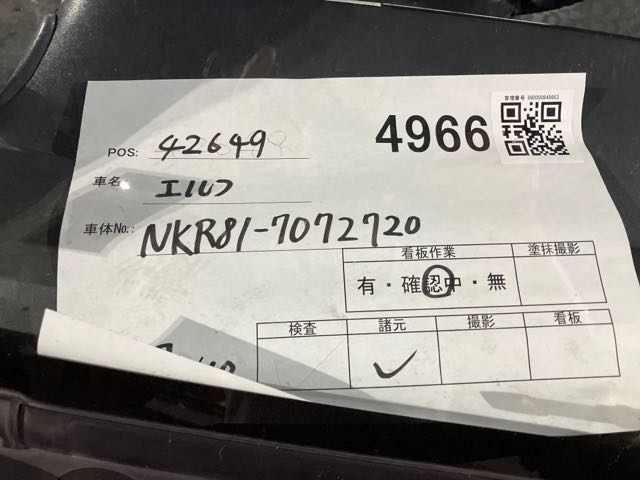 管理番号 990000848663
4966
POS: 42649
車名 エルフ
車体No.: NKR81-7072720
看板作業 塗抹撮影
有・確認中・無
検査 諸元 撮影 看板
✓